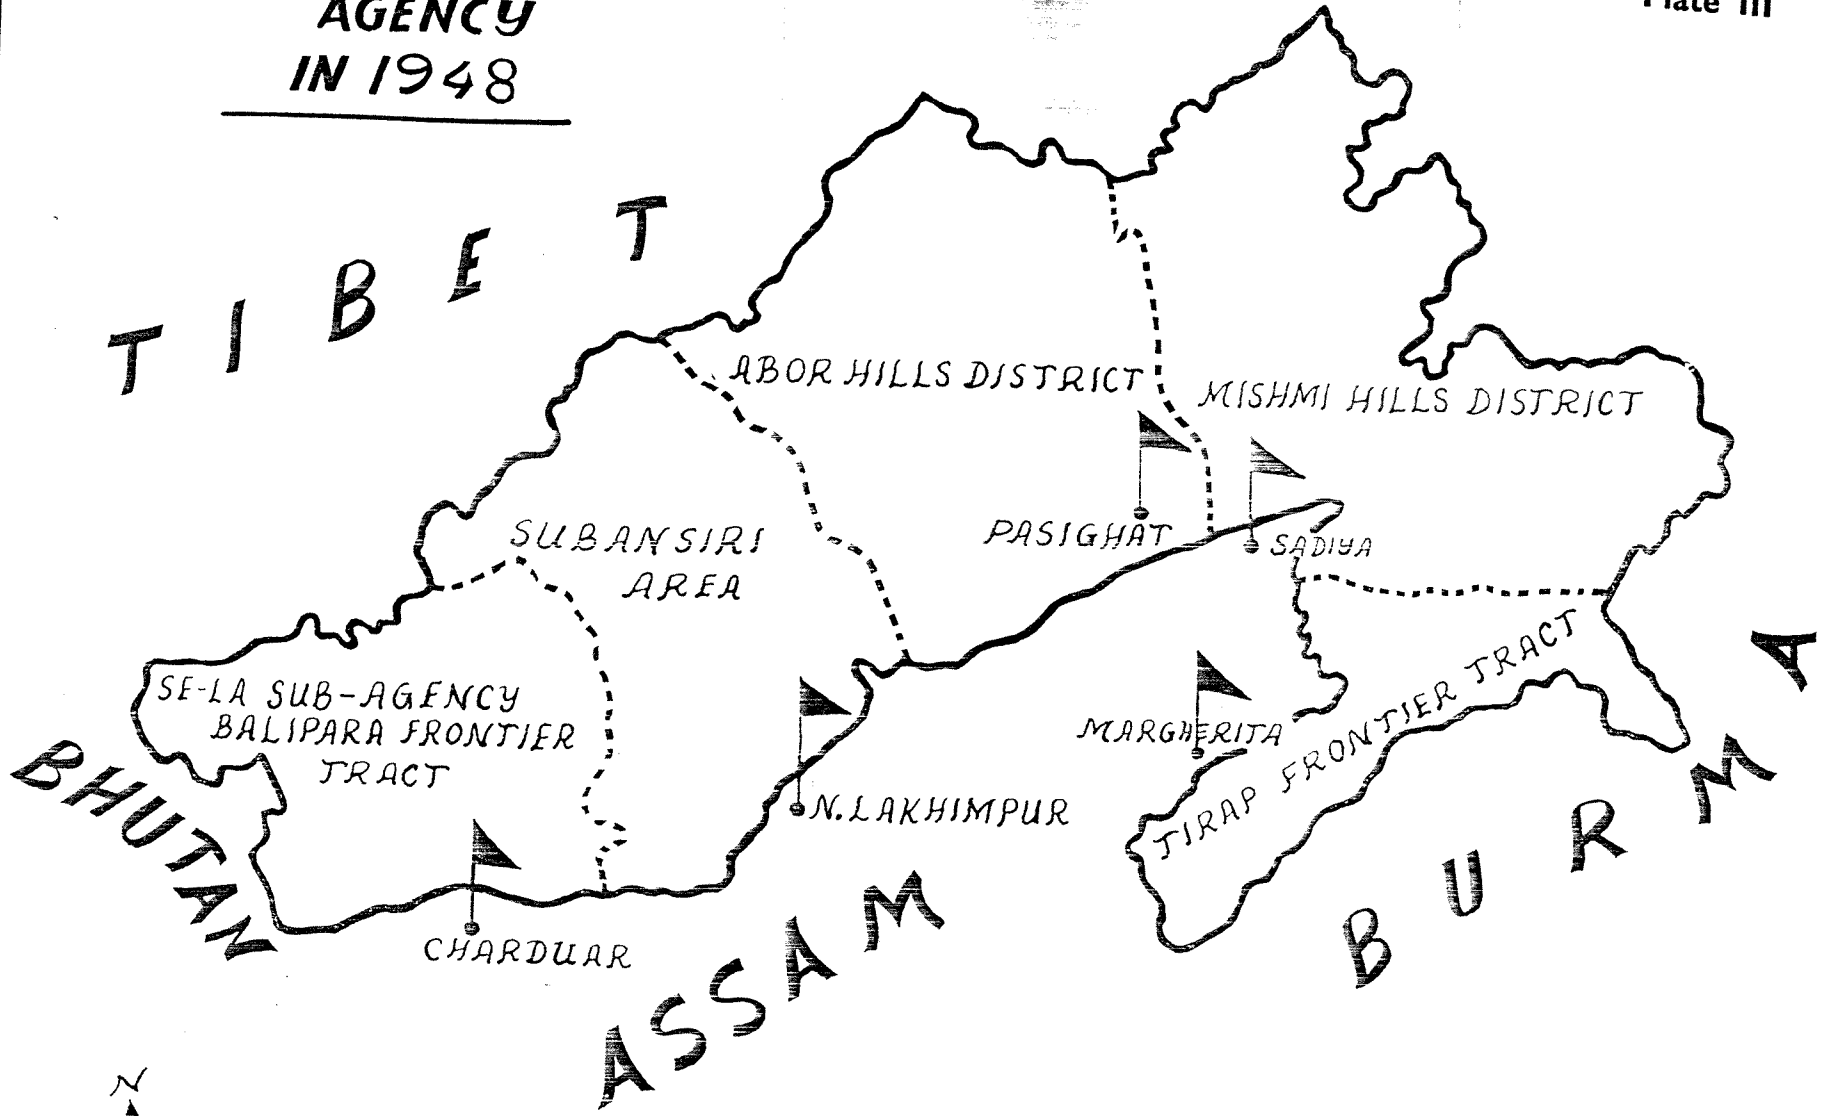 AGENCY
IN 1948
Plate III
TIBET
ABOR HILLS DISTRICT
MISHMI HILLS DISTRICT
PASIGHAT
SADIYA
SUBANSIRI
AREA
SE-LA SUB-AGENCY
BALIPARA FRONTIER
TRACT
BHUTAN
MARGHERITA
TIRAP FRONTIER TRACT
N. LAKHIMPUR
CHARDUAR
ASSAM
BURMA
N